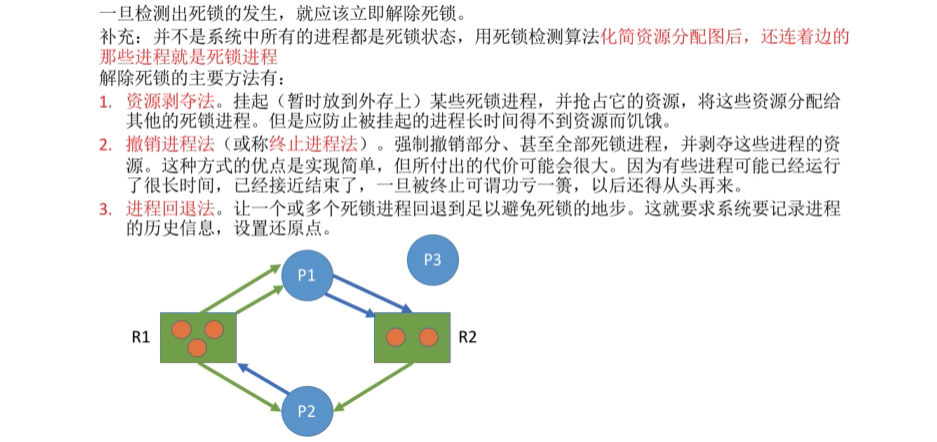 一旦检测出死锁的发生，就应该立即解除死锁。
补充：并不是系统中所有的进程都是死锁状态，用死锁检测算法化简资源分配图后，还连着边的
那些进程就是死锁进程
解除死锁的主要方法有：
1. 资源剥夺法。挂起（暂时放到外存上）某些死锁进程，并抢占它的资源，将这些资源分配给
其他的死锁进程。但是应防止被挂起的进程长时间得不到资源而饥饿。
2. 撤销进程法（或称终止进程法）。强制撤销部分、甚至全部死锁进程，并剥夺这些进程的资
源。这种方式的优点是实现简单，但所付出的代价可能会很大。因为有些进程可能已经运行
了很长时间，已经接近结束了，一旦被终止可谓功亏一篑，以后还得从头再来。
3. 进程回退法。让一个或多个死锁进程回退到足以避免死锁的地步。这就要求系统要记录进程
的历史信息，设置还原点。
P3
P1
R1
R2
P2